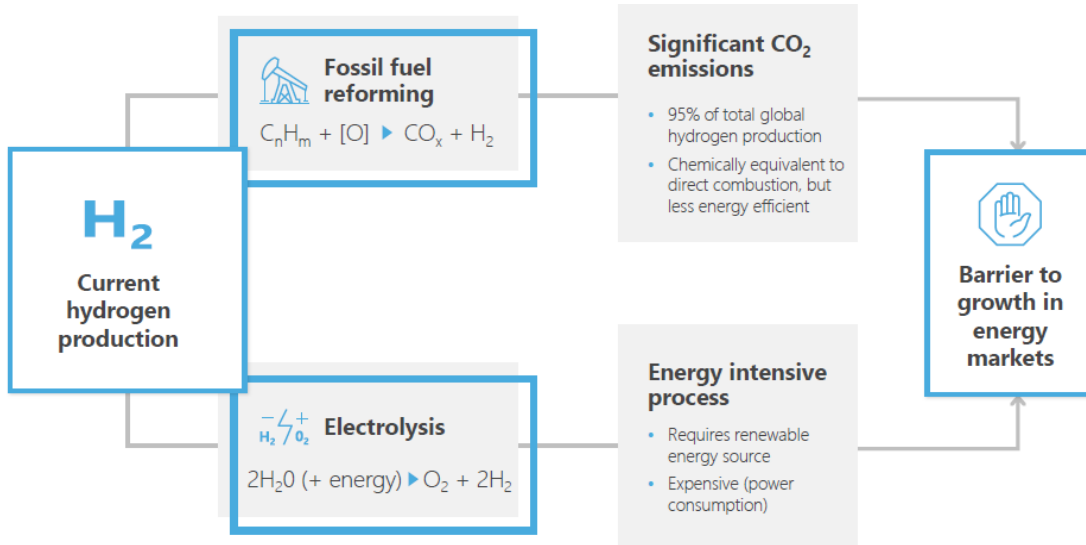 H₂
Current
hydrogen
production
Fossil fuel
reforming
CₙHₘ + [O] ▶ COₓ + H₂
Significant CO₂
emissions
• 95% of total global
hydrogen production
• Chemically equivalent to
direct combustion, but
less energy efficient
− +
H₂ O₂
Electrolysis
2H₂0 (+ energy) ▶ O₂ + 2H₂
Energy intensive
process
• Requires renewable
energy source
• Expensive (power
consumption)
Barrier to
growth in
energy
markets